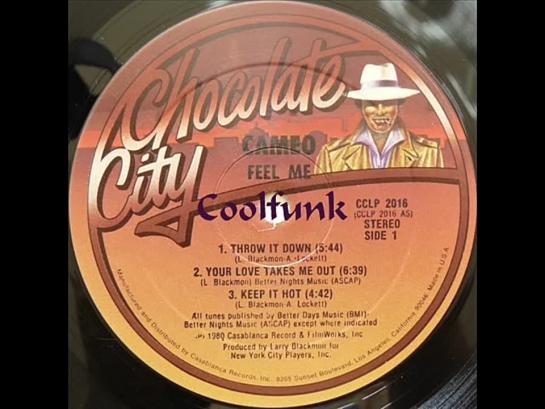 Chocolate
City
CAMEO
FEEL ME
Coolfunk
CCLP 2016
(CCLP 2016 AS)
STEREO
SIDE 1
1. THROW IT DOWN (5:44)
(L. Blackmon-A. Lockett)
2. YOUR LOVE TAKES ME OUT (6:39)
(L. Blackmon) Better Nights Music (ASCAP)
3. KEEP IT HOT (4:42)
(L. Blackmon-A. Lockett)
All tunes published by Better Days Music (BMI)-
Better Nights Music (ASCAP) except where indicated
℗ 1980 Casablanca Record & FilmWorks, Inc
Produced by Larry Blackmon for
New York City Players, Inc.
Manufactured and Distributed by Casablanca Records, Inc. 8255 Sunset Boulevard, Los Angeles, California 90046. Made in U.S.A.